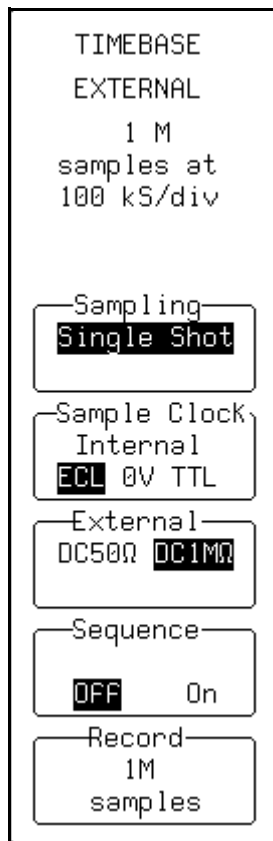 TIMEBASE
EXTERNAL
1 M
samples at
100 kS/div
Sampling
Single Shot
Sample Clock
Internal
ECL 0V TTL
External
DC50Ω DC1MΩ
Sequence
OFF On
Record
1M
samples